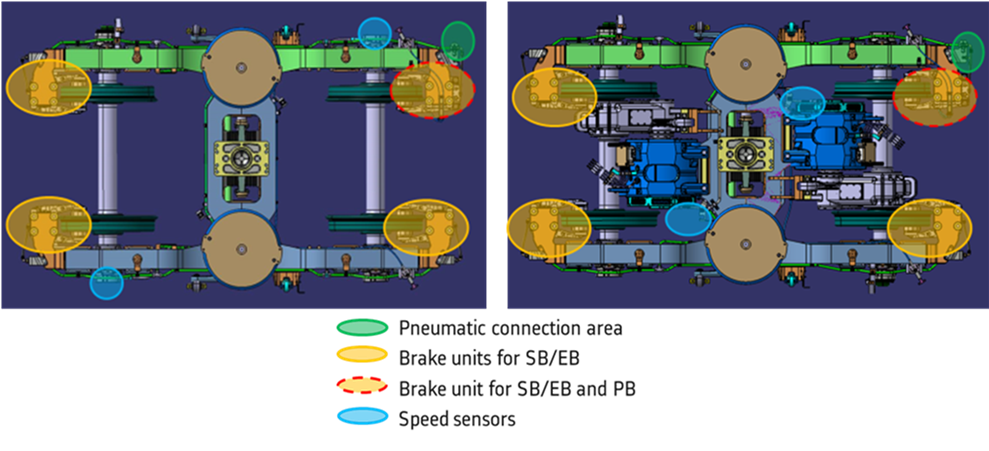 Pneumatic connection area
Brake units for SB/EB
Brake unit for SB/EB and PB
Speed sensors